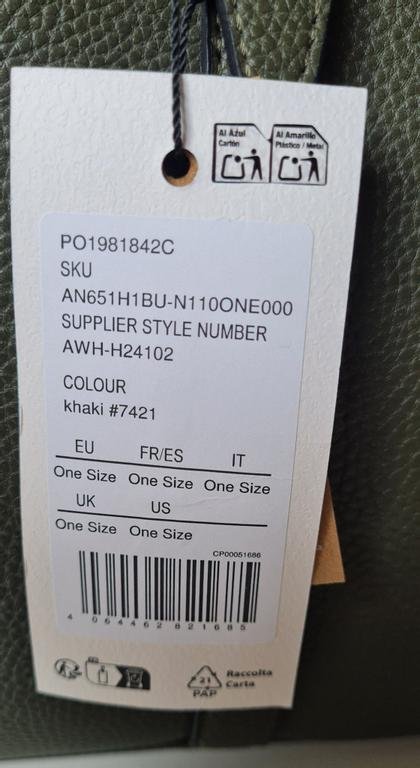 Al Azul
Cartón
Al Amarillo
Plástico / Metal
PO1981842C
SKU
AN651H1BU-N110ONE000
SUPPLIER STYLE NUMBER
AWH-H24102
COLOUR
khaki #7421
EU FR/ES IT
One Size One Size One Size
UK US
One Size One Size
CP00051686
4 064462 821685
21
PAP
Raccolta
Carta